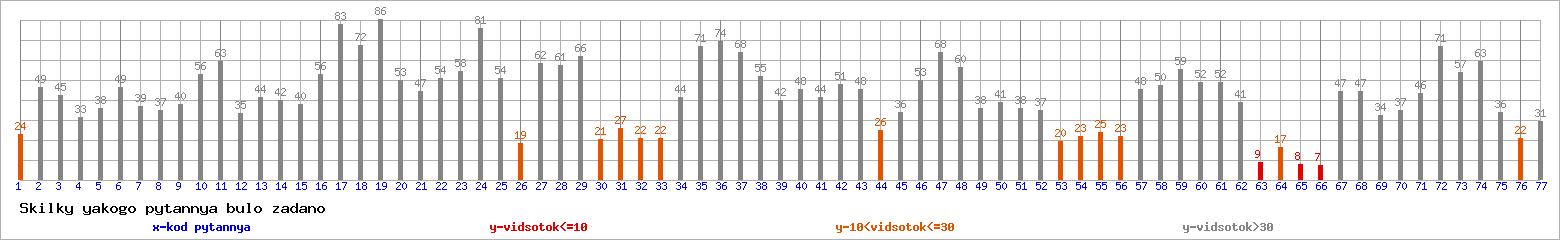 24 49 45 33 38 49 39 37 40 56 63 35 44 42 40 56 83 72 86 53 47 54 58 81 54 19 62 61 66 21 27 22 22 44 71 74 68 55 42 48 44 51 48 26 36 53 68 60 38 41 38 37 20 23 25 23 48 50 59 52 52 41 9 17 8 7 47 47 34 37 46 71 57 63 36 22 31
1 2 3 4 5 6 7 8 9 10 11 12 13 14 15 16 17 18 19 20 21 22 23 24 25 26 27 28 29 30 31 32 33 34 35 36 37 38 39 40 41 42 43 44 45 46 47 48 49 50 51 52 53 54 55 56 57 58 59 60 61 62 63 64 65 66 67 68 69 70 71 72 73 74 75 76 77
Skilky yakogo pytannya bulo zadano
x-kod pytannya y-vidsotok<=10 y-10<vidsotok<=30 y-vidsotok>30